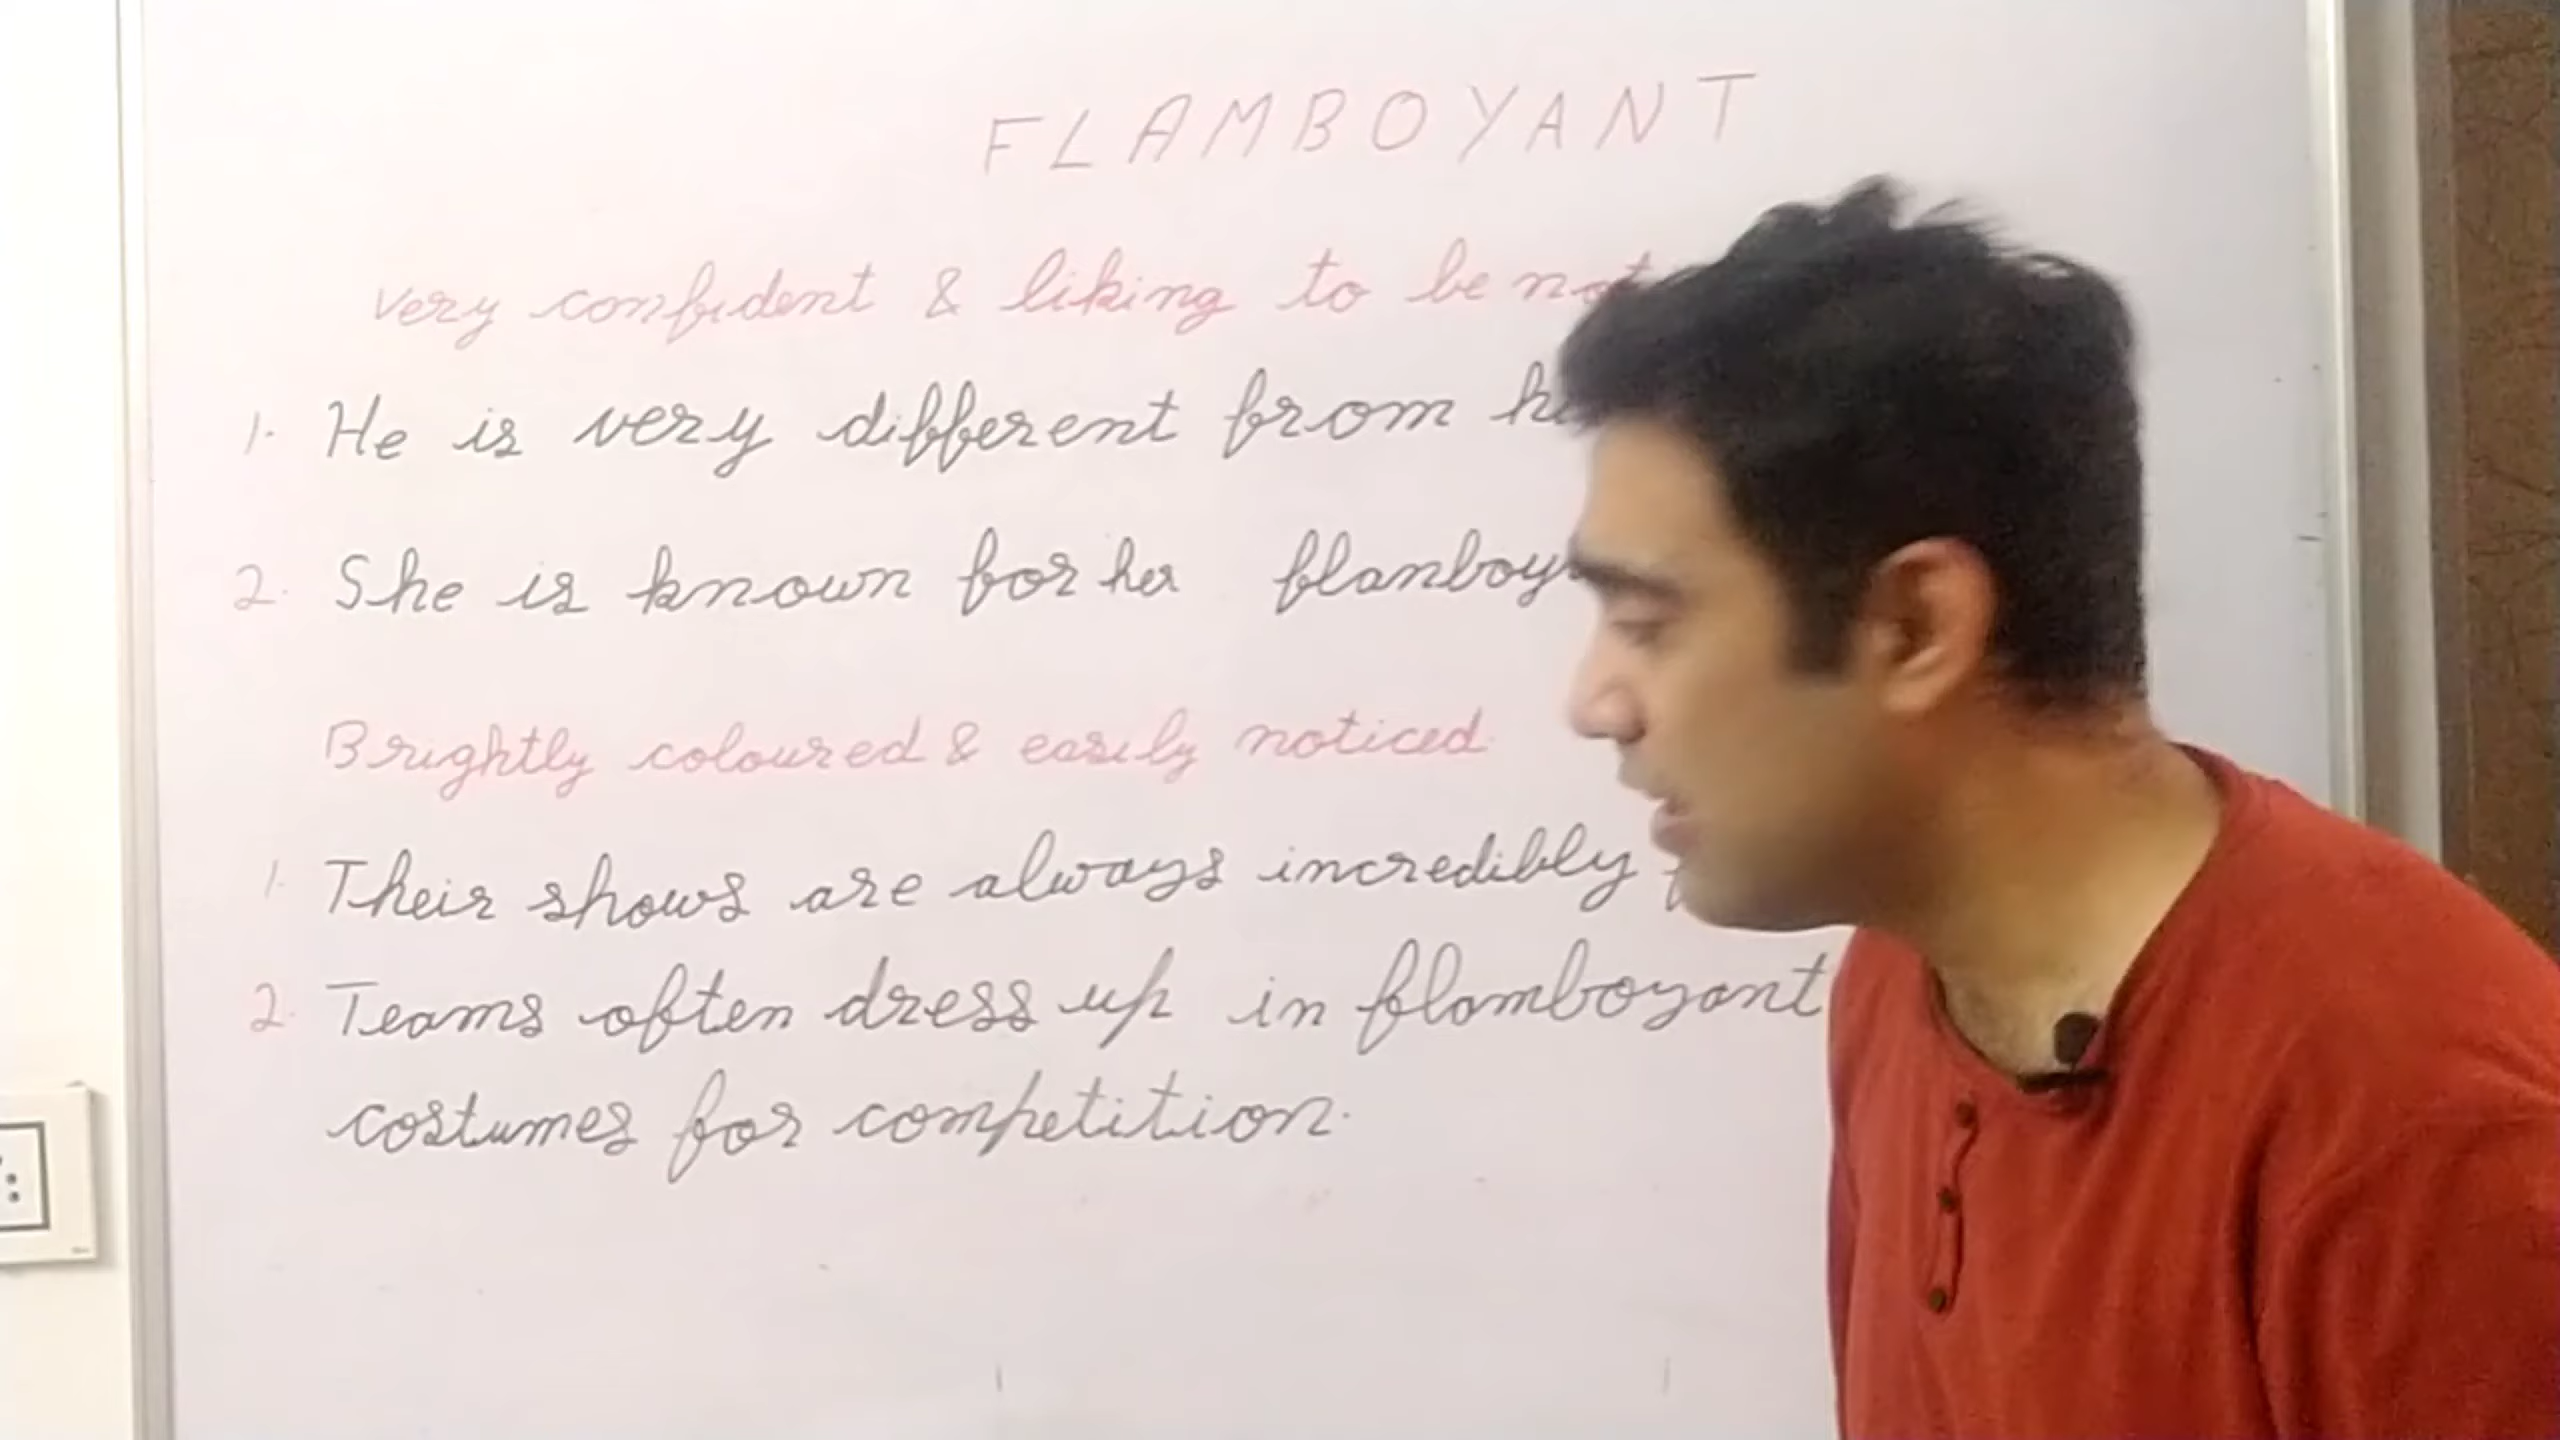 FLAMBOYANT
very confident & liking to be not
1. He is very different from h
2. She is known for her flanboy
Brightly coloured & easily noticed
1. Their shows are always incredibly
2. Teams often dress up in flamboyant
costumes for competition.